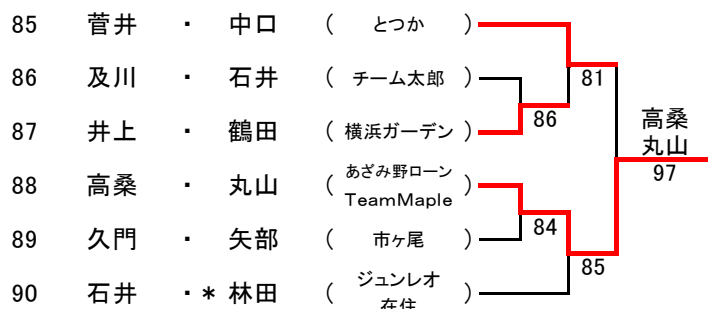 85 菅井 ・ 中口 ( とつか )
86 及川 ・ 石井 ( チーム太郎 )
87 井上 ・ 鶴田 ( 横浜ガーデン )
88 高桑 ・ 丸山 ( あざみ野ローン
TeamMaple )
89 久門 ・ 矢部 ( 市ヶ尾 )
90 石井 ・* 林田 ( ジュンレオ
在住 )
81
86
84
85
高桑
丸山
97